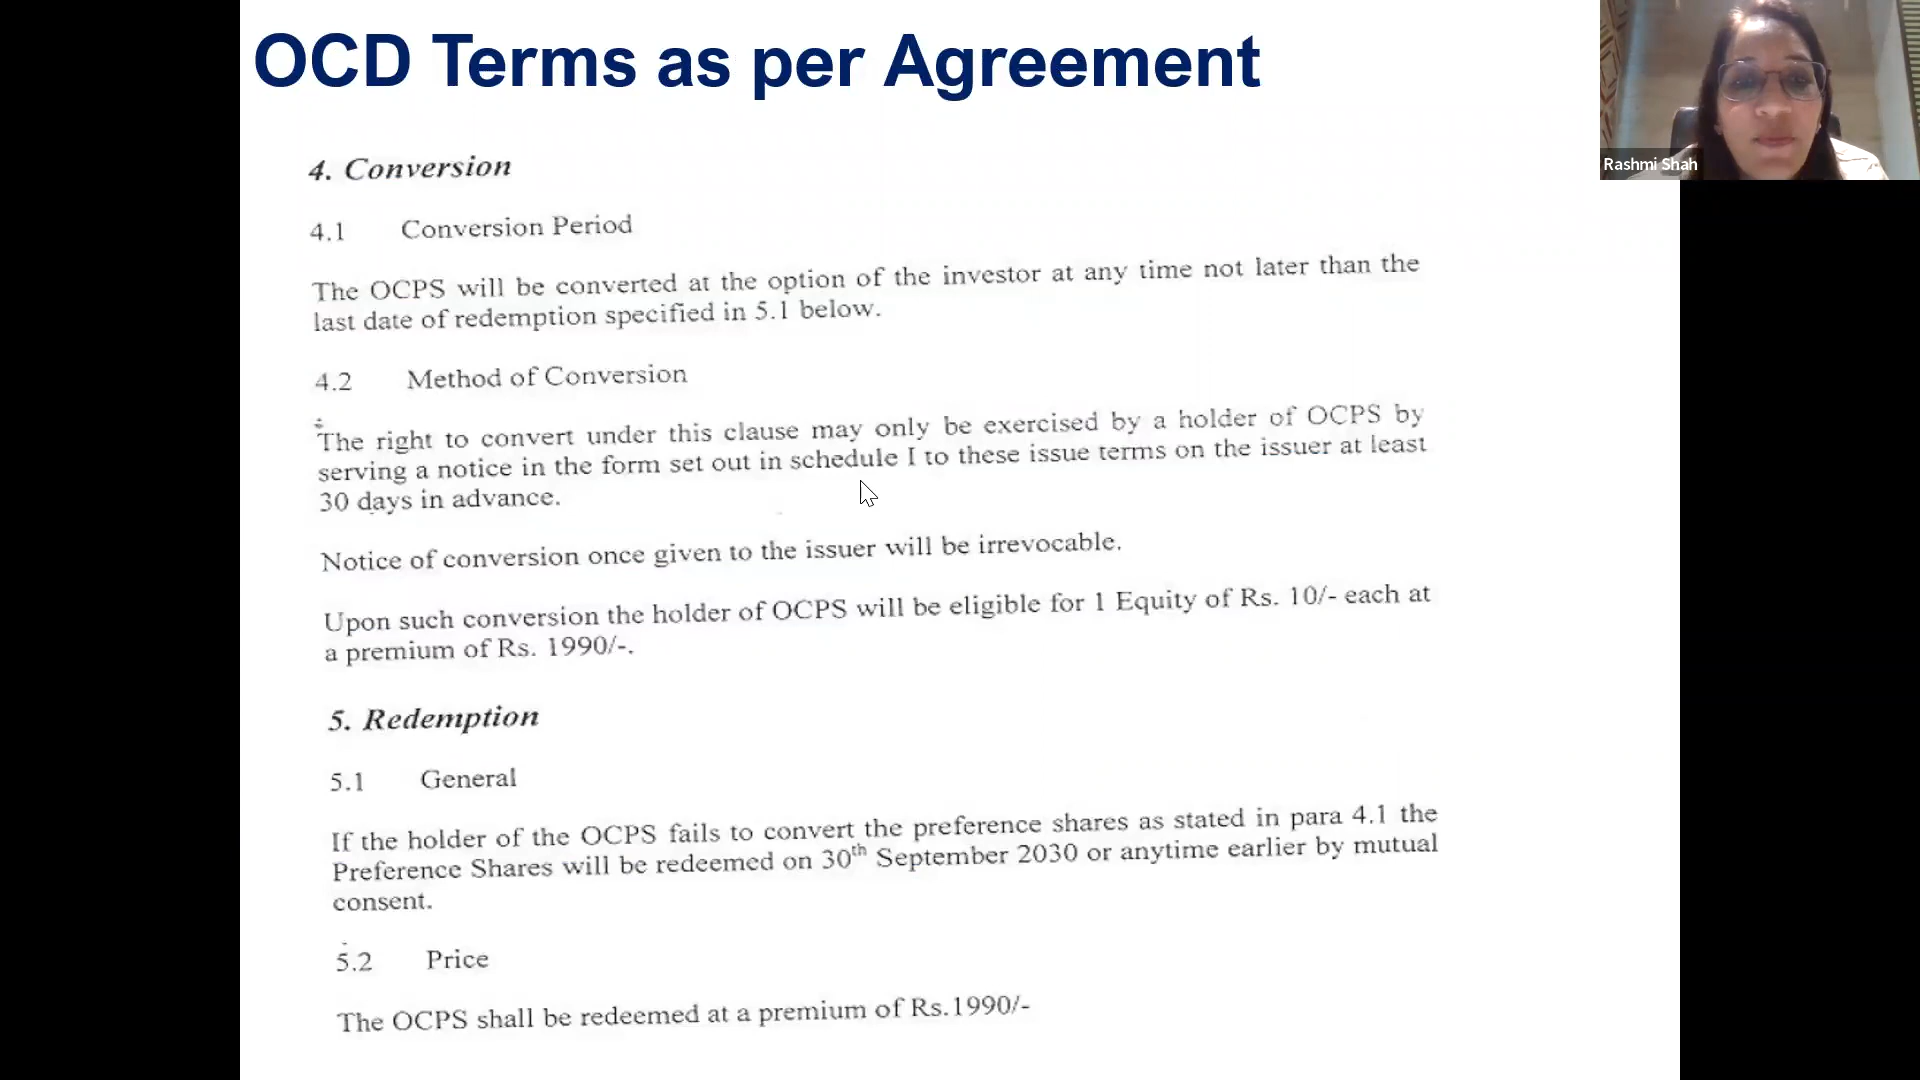 OCD Terms as per Agreement
Rashmi Shah
4. Conversion
4.1 Conversion Period
The OCPS will be converted at the option of the investor at any time not later than the
last date of redemption specified in 5.1 below.
4.2 Method of Conversion
The right to convert under this clause may only be exercised by a holder of OCPS by
serving a notice in the form set out in schedule I to these issue terms on the issuer at least
30 days in advance.
Notice of conversion once given to the issuer will be irrevocable.
Upon such conversion the holder of OCPS will be eligible for 1 Equity of Rs. 10/- each at
a premium of Rs. 1990/-.
5. Redemption
5.1 General
If the holder of the OCPS fails to convert the preference shares as stated in para 4.1 the
Preference Shares will be redeemed on 30th September 2030 or anytime earlier by mutual
consent.
5.2 Price
The OCPS shall be redeemed at a premium of Rs.1990/-